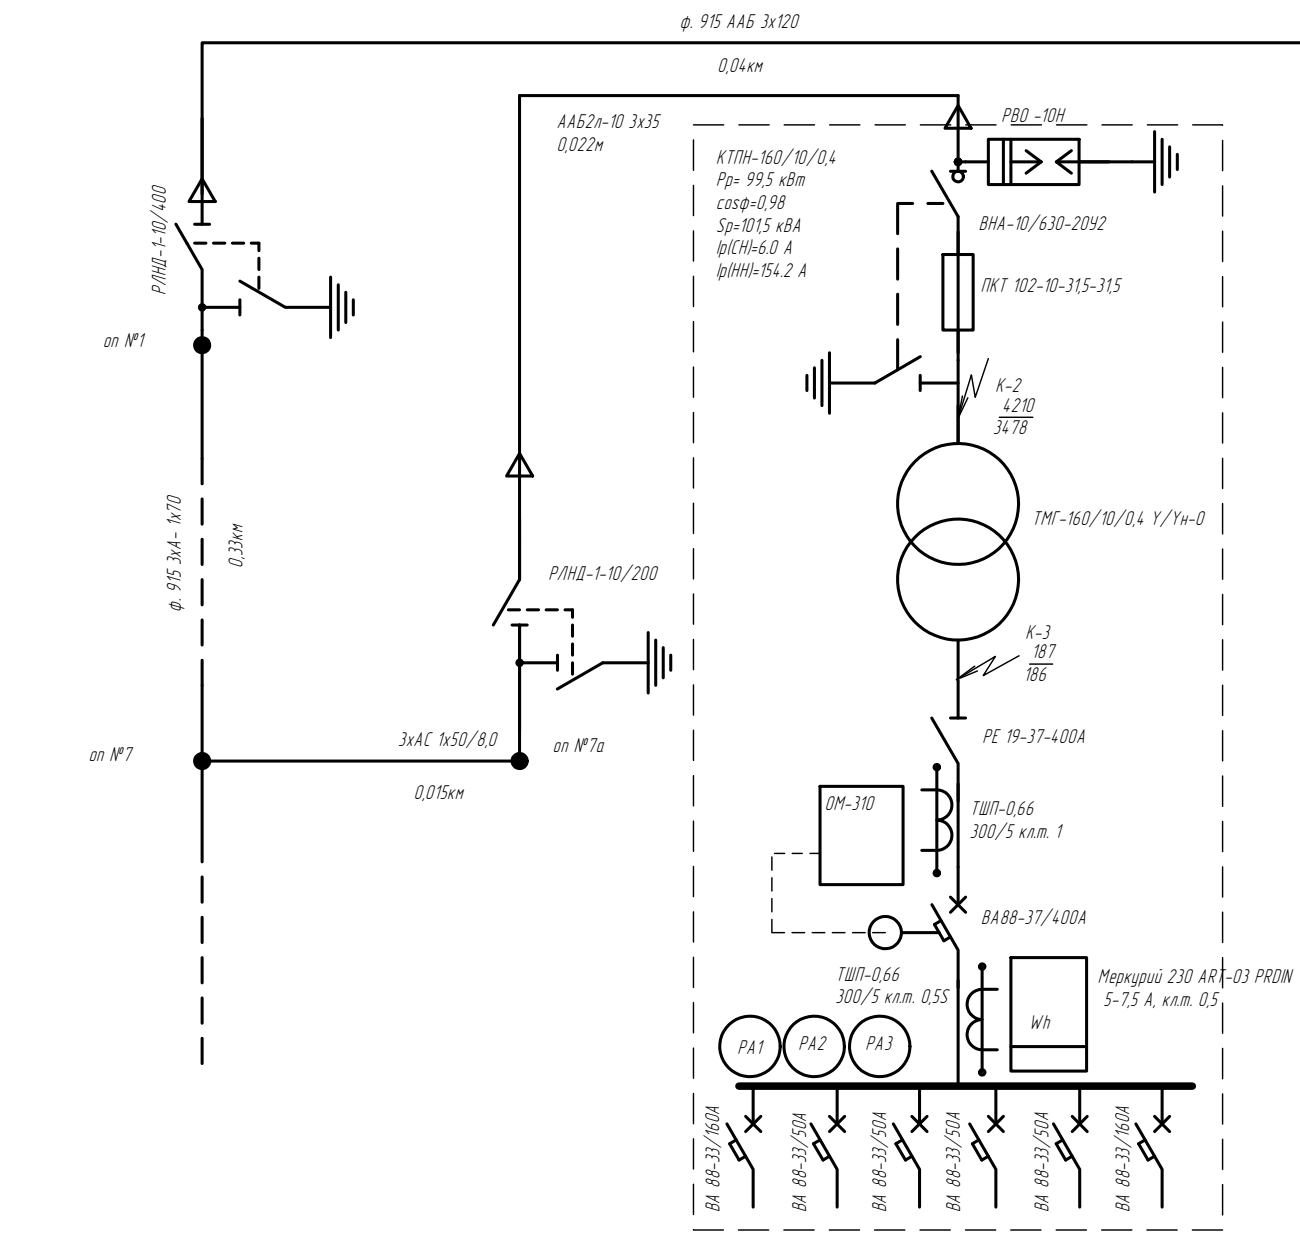 ф. 915 ААБ 3х120
0,04км
ААБ2л-10 3х35
0,022м
РВО -10Н
КТПН-160/10/0,4
Рр= 99,5 кВт
cosφ=0,98
Sp=101,5 кВА
Iр(СН)=6.0 А
Iр(НН)=154.2 А
ВНА-10/630-20У2
ПКТ 102-10-31,5-31,5
РЛНД-1-10/400
оп №1
К-2
4210
3478
ф. 915 3хА- 1х70
0,33км
ТМГ-160/10/0,4 Y/Yн-0
РЛНД-1-10/200
К-3
187
186
оп №7
3хАС 1х50/8,0
оп №7а
0,015км
РЕ 19-37-400А
ОМ-310
ТШП-0,66
300/5 кл.т. 1
ВА88-37/400А
ТШП-0,66
300/5 кл.т. 0,5S
Меркурий 230 ART-03 PRDIN
5-7,5 А, кл.т. 0,5
Wh
РА1
РА2
РА3
ВА 88-33/160А
ВА 88-33/50А
ВА 88-33/50А
ВА 88-33/50А
ВА 88-33/50А
ВА 88-33/160А